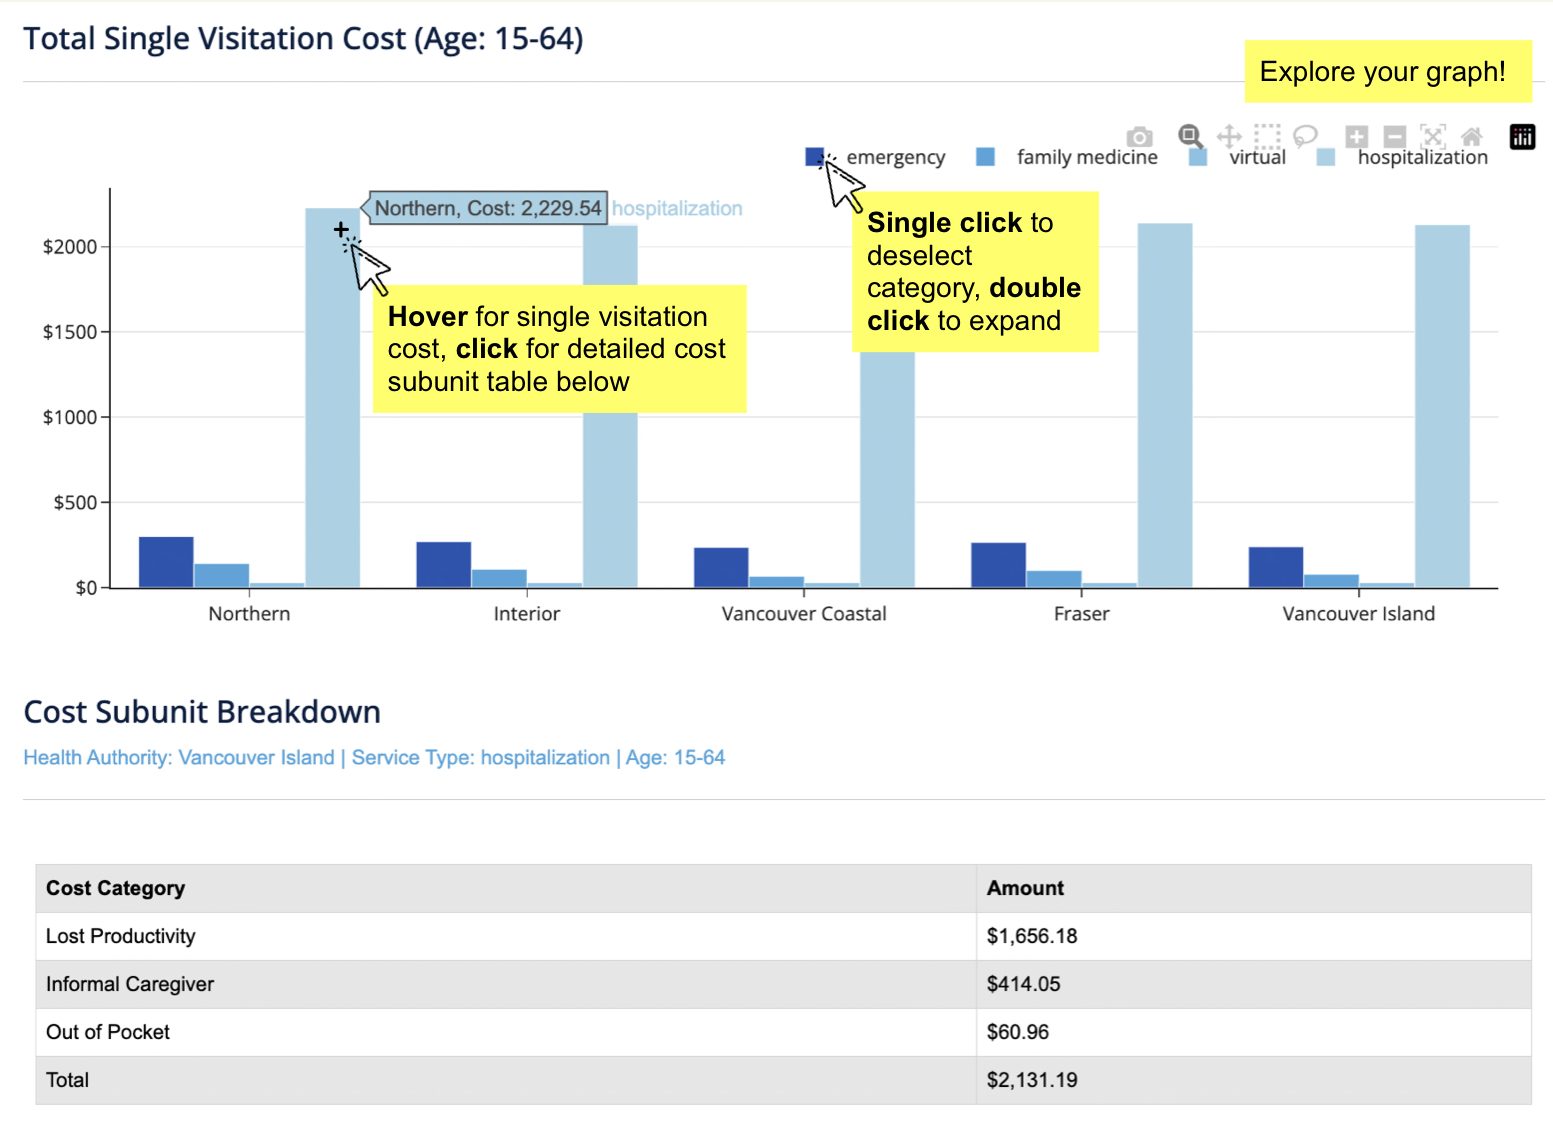 Total Single Visitation Cost (Age: 15-64)
Explore your graph!
emergency family medicine virtual hospitalization
Northern, Cost: 2,229.54 hospitalization
Single click to
deselect
category, double
click to expand
Hover for single visitation
cost, click for detailed cost
subunit table below
$2000
$1500
$1000
$500
$0
Northern Interior Vancouver Coastal Fraser Vancouver Island
Cost Subunit Breakdown
Health Authority: Vancouver Island | Service Type: hospitalization | Age: 15-64
Cost Category Amount
Lost Productivity $1,656.18
Informal Caregiver $414.05
Out of Pocket $60.96
Total $2,131.19